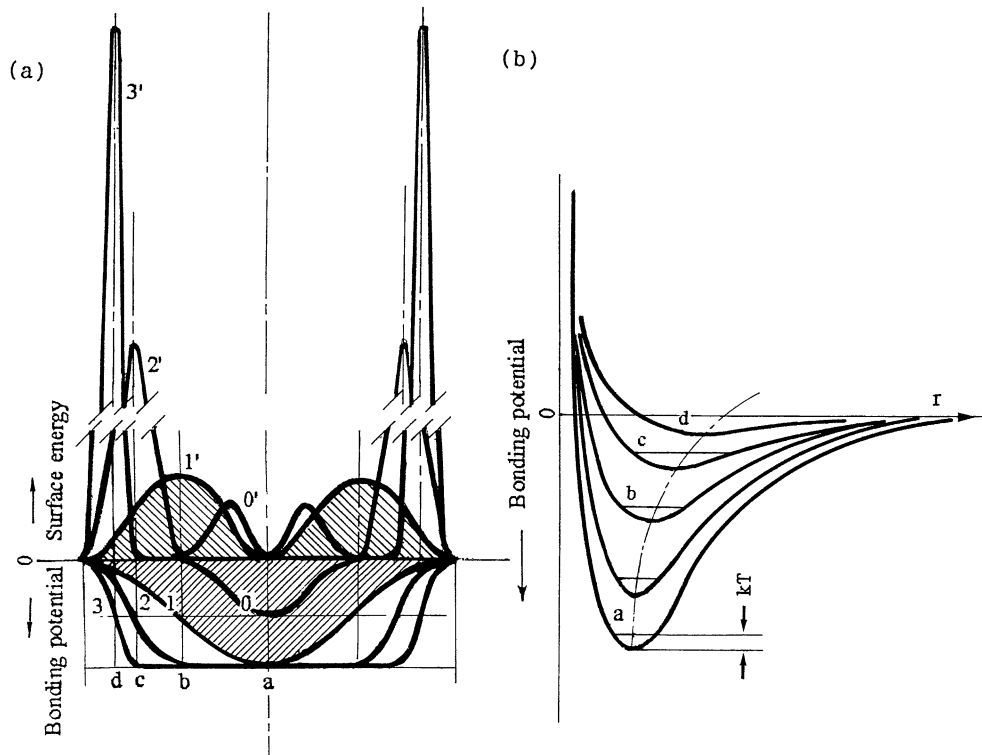 (a)
3'
2'
1'
0'
Surface energy
0
Bonding potential
3
2
1
0
d
c
b
a
(b)
Bonding potential
0
r
d
c
b
a
kT